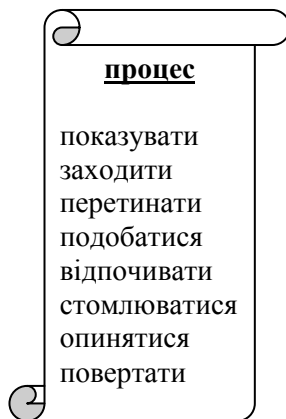 процес
показувати
заходити
перетинати
подобатися
відпочивати
стомлюватися
опинятися
повертати